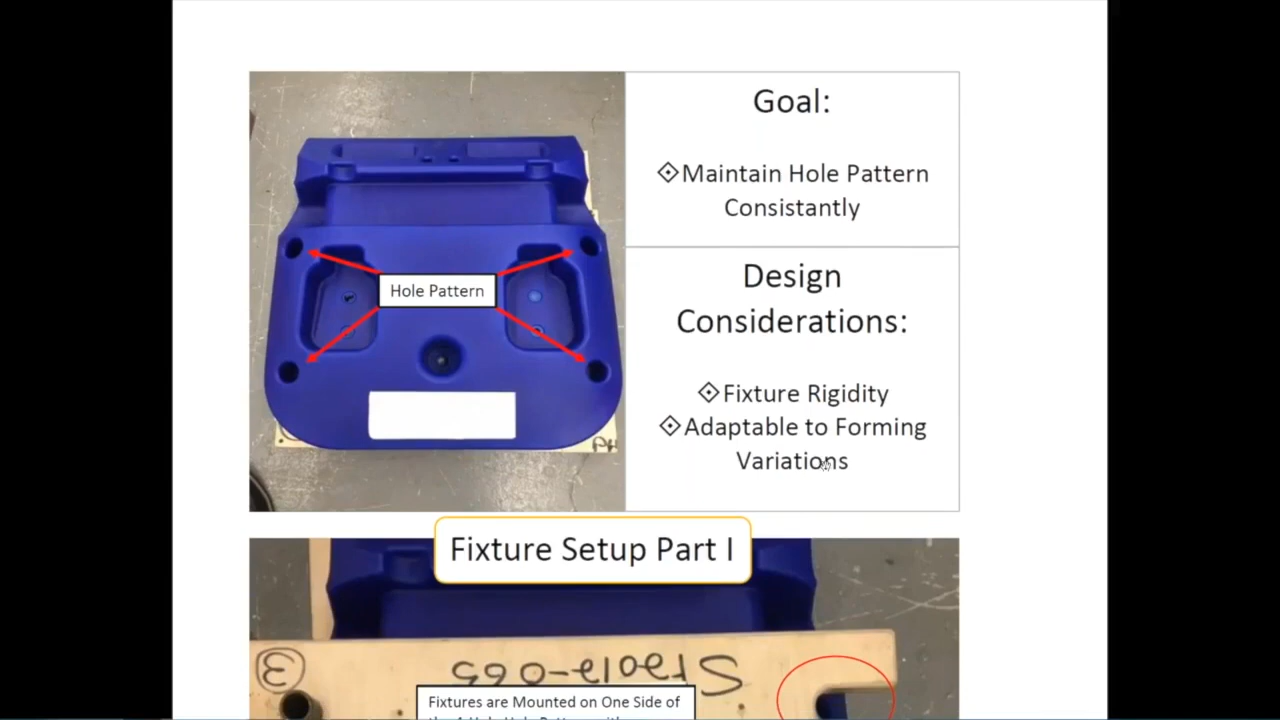 Goal:
Maintain Hole Pattern
Consistantly
Hole Pattern
Design
Considerations:
Fixture Rigidity
Adaptable to Forming
Variations
Fixture Setup Part I
3
Fixtures are Mounted on One Side of